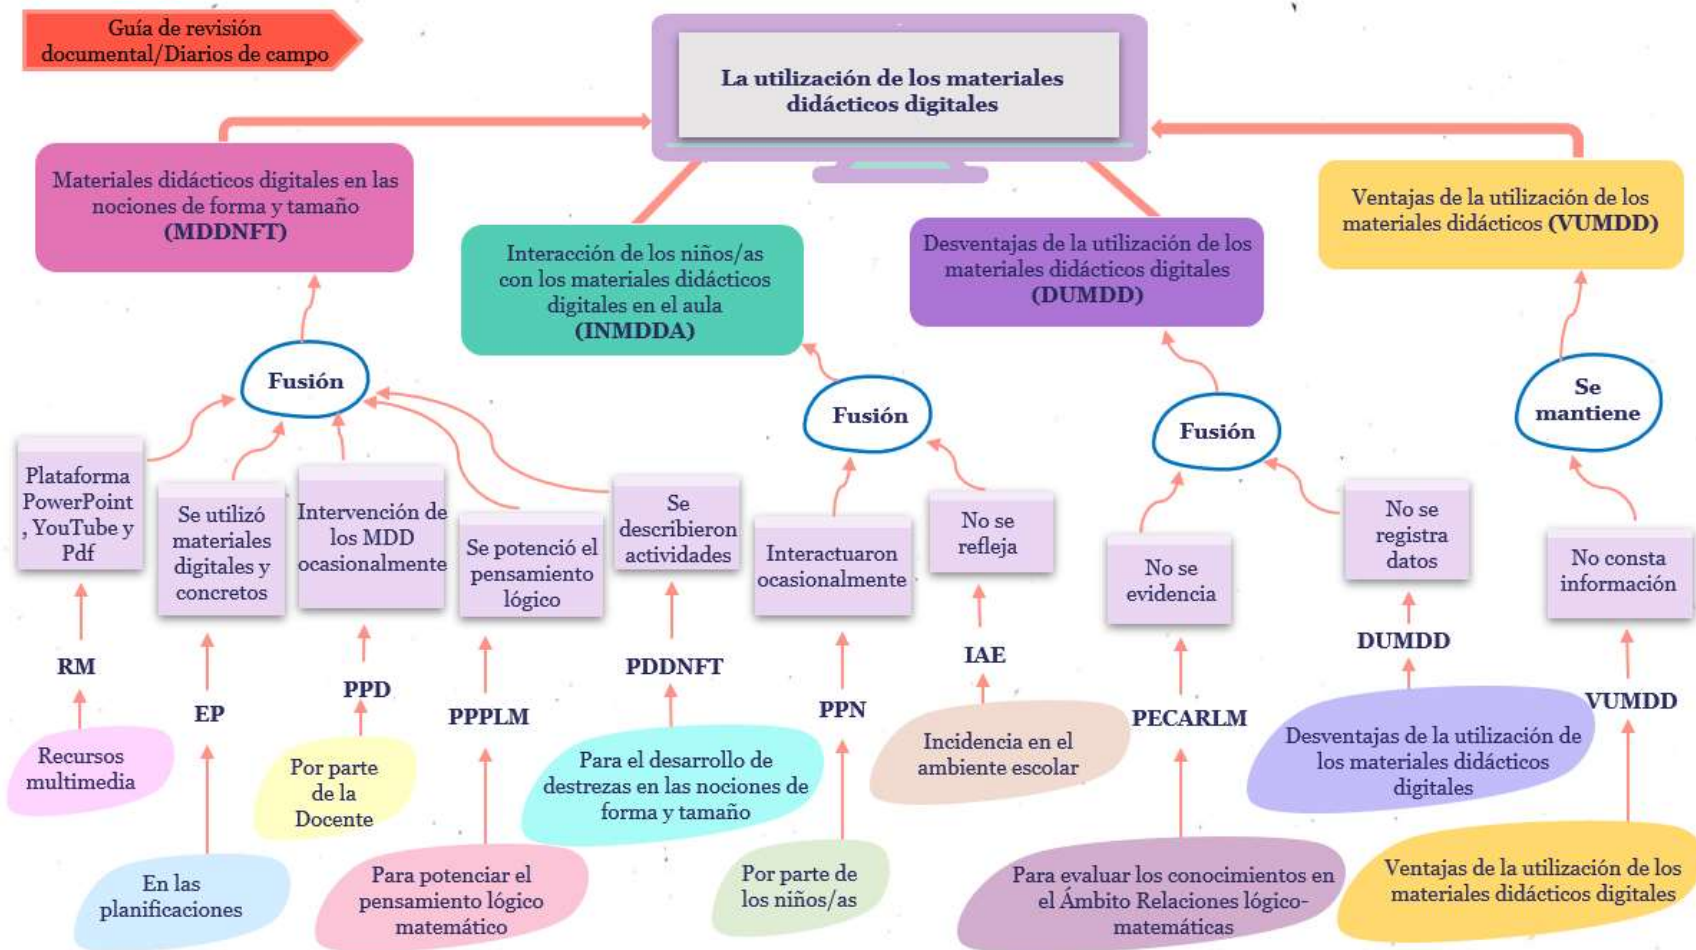 Guía de revisión
documental/Diarios de campo
La utilización de los materiales
didácticos digitales
Materiales didácticos digitales en las
nociones de forma y tamaño
(MDDNFT)
Interacción de los niños/as
con los materiales didácticos
digitales en el aula
(INMDDA)
Desventajas de la utilización de los
materiales didácticos digitales
(DUMDD)
Ventajas de la utilización de los
materiales didácticos (VUMDD)
Fusión
Fusión
Fusión
Se
mantiene
Plataforma
PowerPoint
, YouTube y
Pdf
Se utilizó
materiales
digitales y
concretos
Intervención de
los MDD
ocasionalmente
Se potenció el
pensamiento
lógico
Se
describieron
actividades
Interactuaron
ocasionalmente
No se
refleja
No se
evidencia
No se
registra
datos
No consta
información
RM
EP
PPD
PPPLM
PDDNFT
PPN
IAE
PECARLM
DUMDD
VUMDD
Recursos
multimedia
En las
planificaciones
Por parte
de la
Docente
Para potenciar el
pensamiento lógico
matemático
Para el desarrollo de
destrezas en las nociones de
forma y tamaño
Por parte de
los niños/as
Incidencia en el
ambiente escolar
Para evaluar los conocimientos en
el Ámbito Relaciones lógico-
matemáticas
Desventajas de la utilización de
los materiales didácticos
digitales
Ventajas de la utilización de los
materiales didácticos digitales